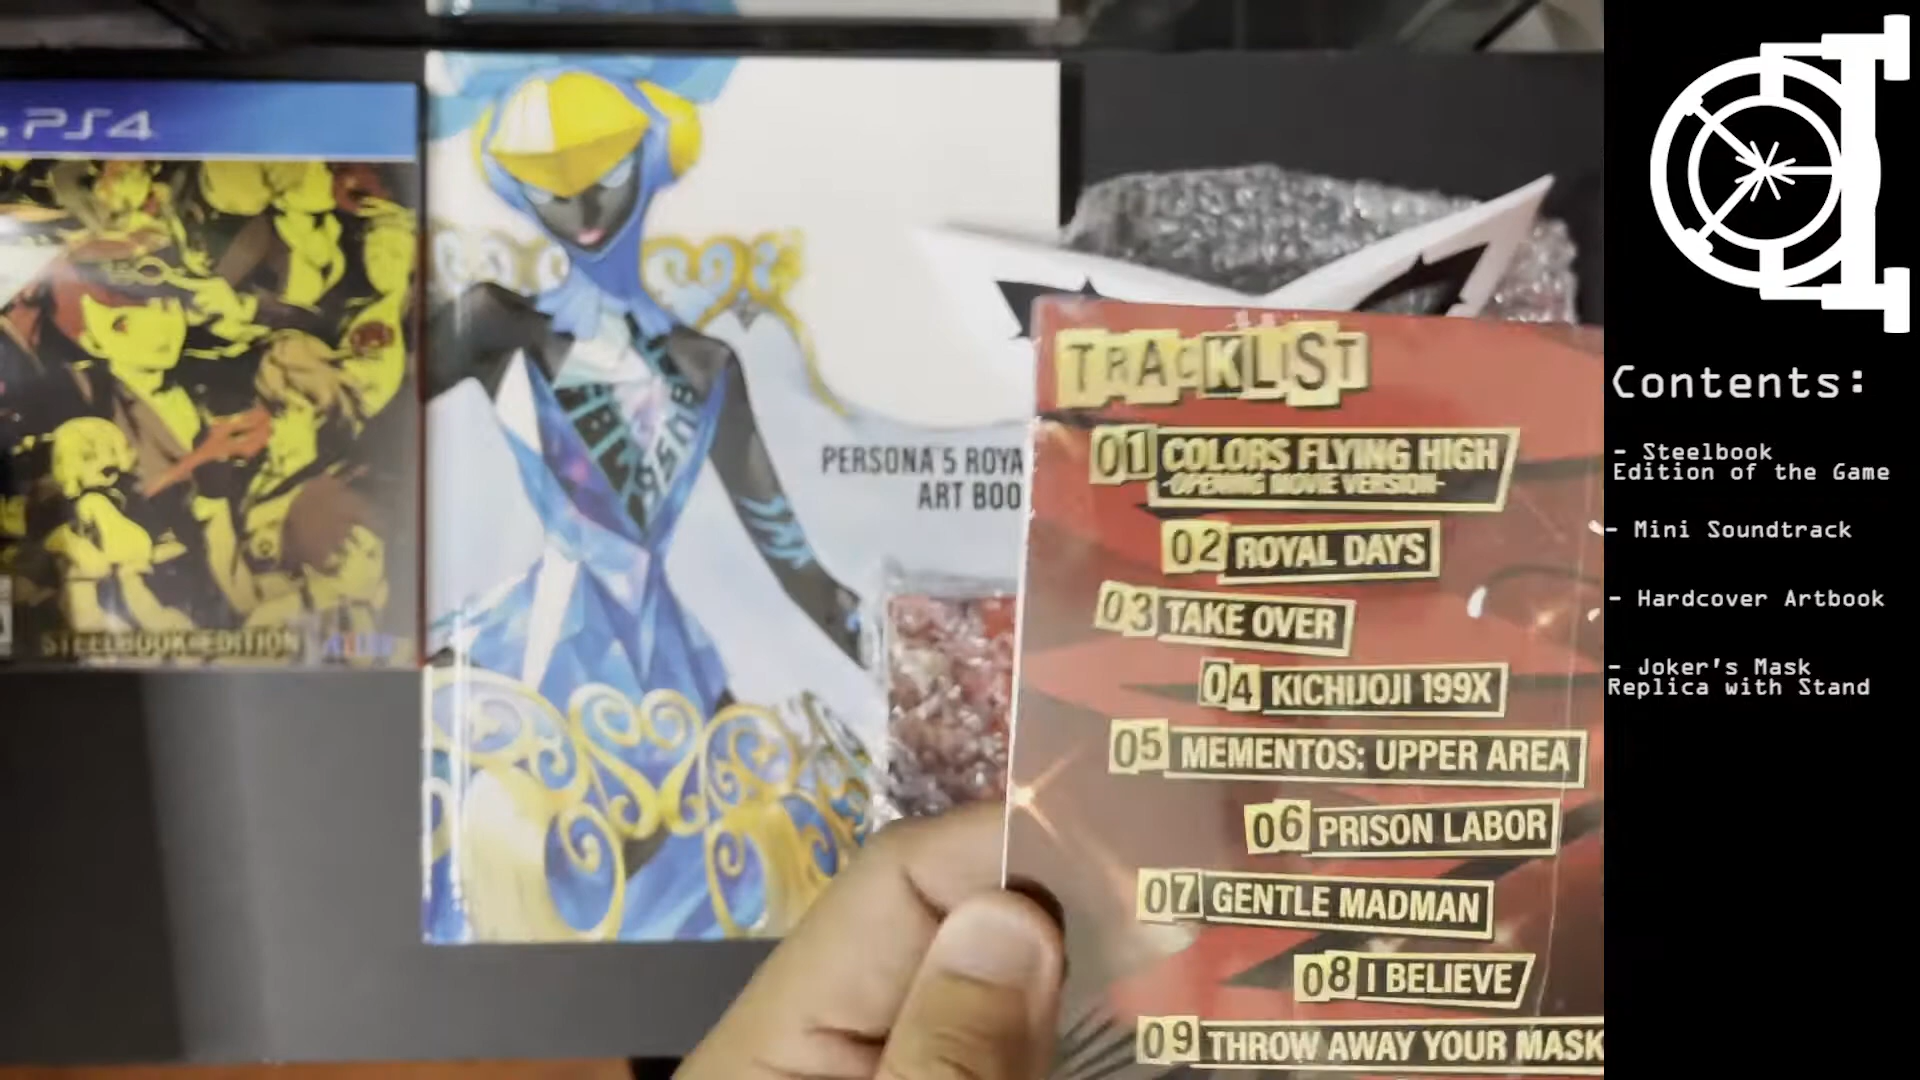 PS4
STEELBOOK EDITION
PERSONA 5 ROYA
ART BOO
TRACKLIST
01 COLORS FLYING HIGH
-OPENING MOVIE VERSION-
02 ROYAL DAYS
03 TAKE OVER
04 KICHIJOJI 199X
05 MEMENTOS: UPPER AREA
06 PRISON LABOR
07 GENTLE MADMAN
08 I BELIEVE
09 THROW AWAY YOUR MASK
Contents:
- Steelbook
Edition of the Game
- Mini Soundtrack
- Hardcover Artbook
- Joker's Mask
Replica with Stand